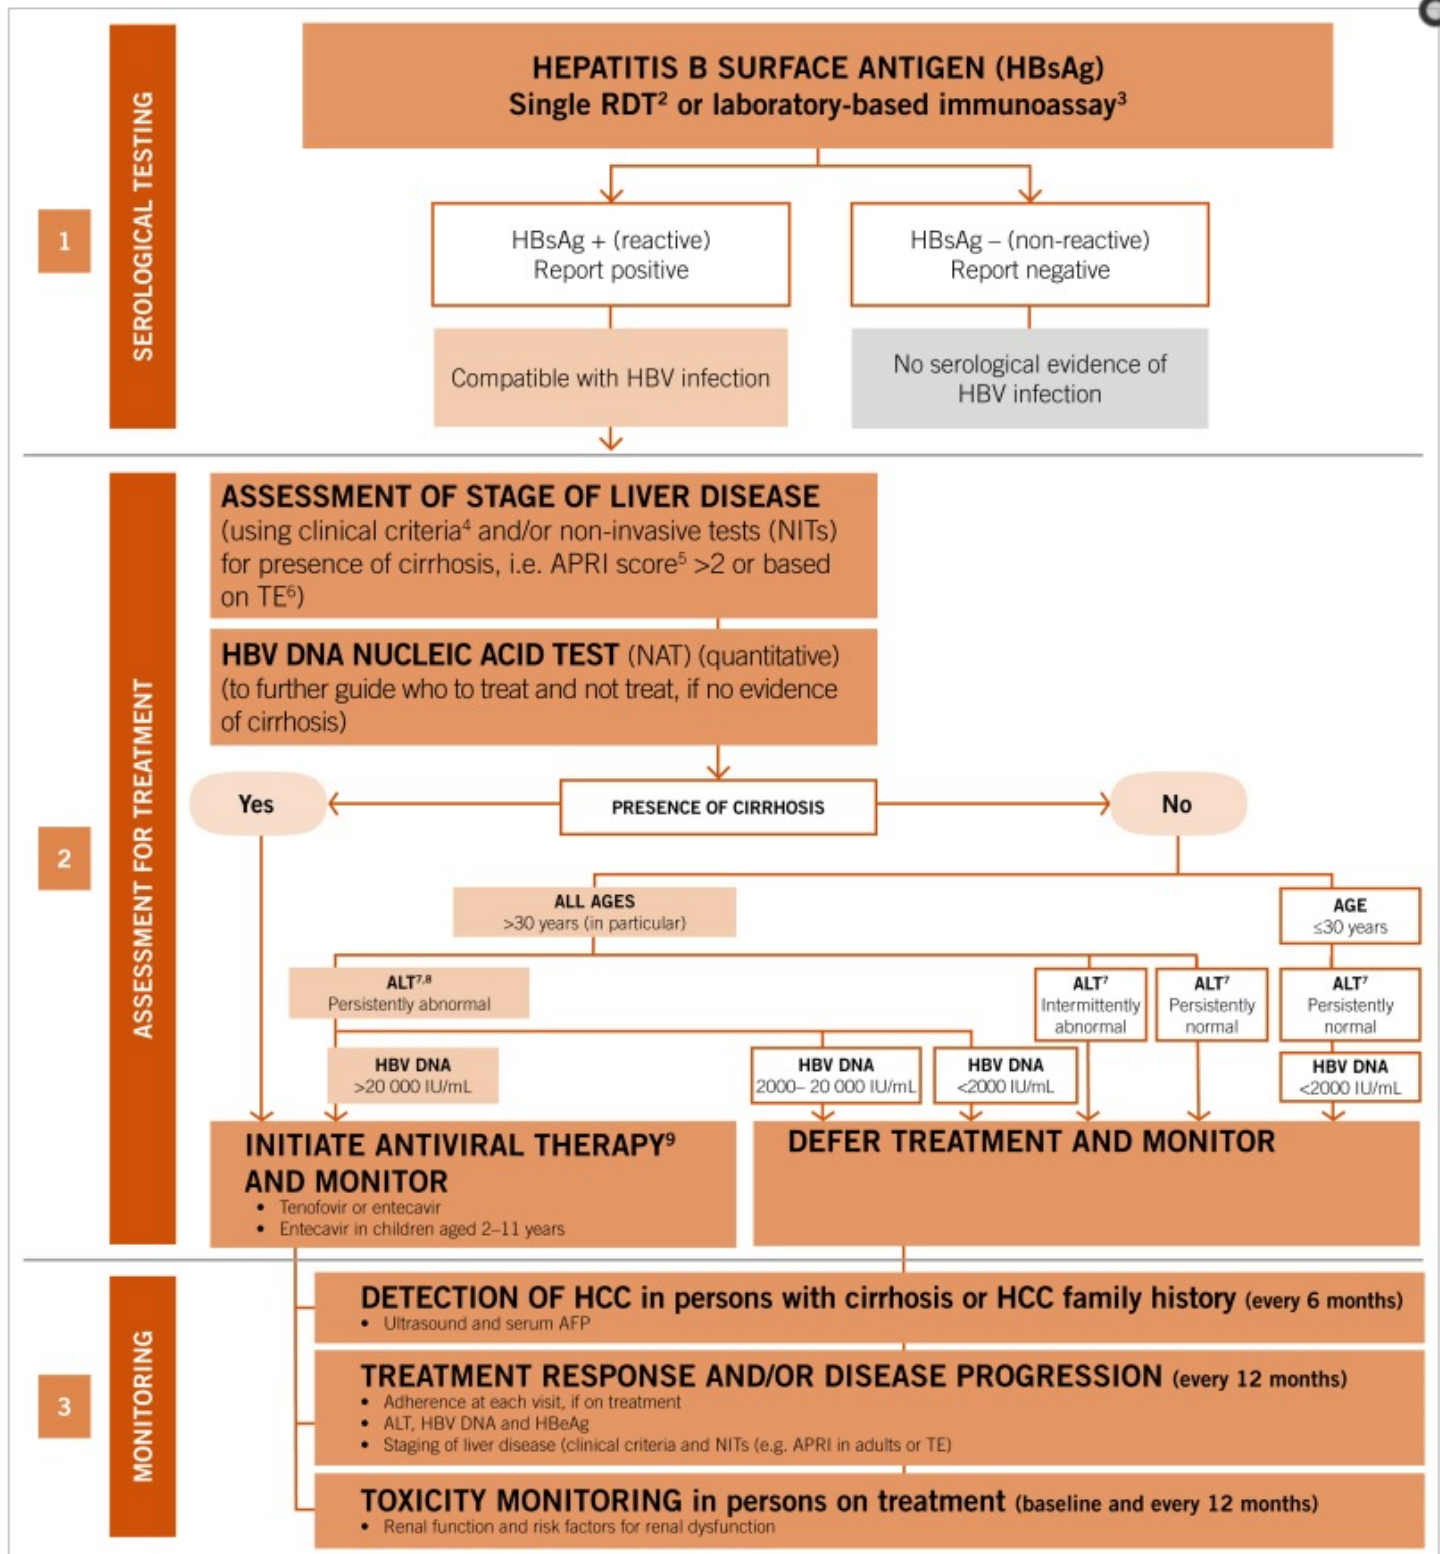 HEPATITIS B SURFACE ANTIGEN (HBsAg)
Single RDT² or laboratory-based immunoassay³
1
SEROLOGICAL TESTING
HBsAg + (reactive)
Report positive
HBsAg – (non-reactive)
Report negative
Compatible with HBV infection
No serological evidence of
HBV infection
2
ASSESSMENT FOR TREATMENT
ASSESSMENT OF STAGE OF LIVER DISEASE
(using clinical criteria⁴ and/or non-invasive tests (NITs)
for presence of cirrhosis, i.e. APRI score⁵ >2 or based
on TE⁶)
HBV DNA NUCLEIC ACID TEST (NAT) (quantitative)
(to further guide who to treat and not treat, if no evidence
of cirrhosis)
Yes
PRESENCE OF CIRRHOSIS
No
ALL AGES
>30 years (in particular)
AGE
≤30 years
ALT⁷,⁸
Persistently abnormal
ALT⁷
Intermittently
abnormal
ALT⁷
Persistently
normal
ALT⁷
Persistently
normal
HBV DNA
>20 000 IU/mL
HBV DNA
2000– 20 000 IU/mL
HBV DNA
<2000 IU/mL
HBV DNA
<2000 IU/mL
INITIATE ANTIVIRAL THERAPY⁹
AND MONITOR
• Tenofovir or entecavir
• Entecavir in children aged 2–11 years
DEFER TREATMENT AND MONITOR
3
MONITORING
DETECTION OF HCC in persons with cirrhosis or HCC family history (every 6 months)
• Ultrasound and serum AFP
TREATMENT RESPONSE AND/OR DISEASE PROGRESSION (every 12 months)
• Adherence at each visit, if on treatment
• ALT, HBV DNA and HBeAg
• Staging of liver disease (clinical criteria and NITs (e.g. APRI in adults or TE)
TOXICITY MONITORING in persons on treatment (baseline and every 12 months)
• Renal function and risk factors for renal dysfunction